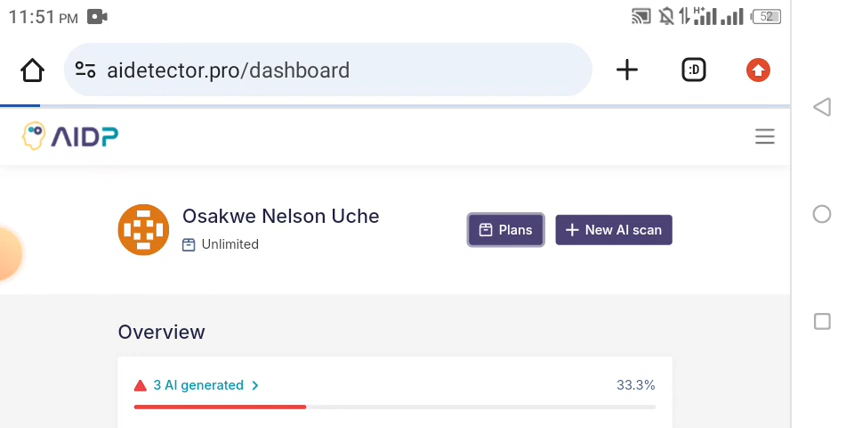 11:51 PM
H+
52
aidetector.pro/dashboard
:D
AIDP
Osakwe Nelson Uche
Unlimited
Plans
+ New AI scan
Overview
3 AI generated >
33.3%